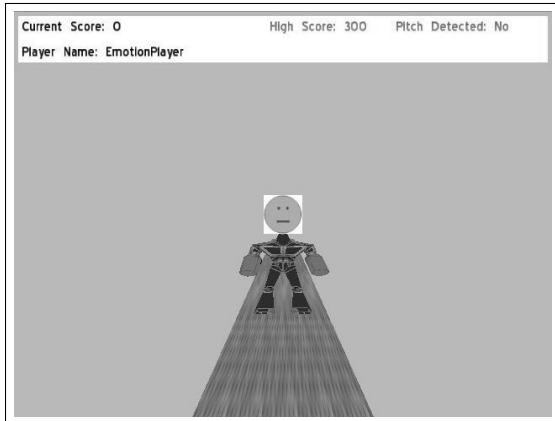 Current Score: 0 High Score: 300 Pitch Detected: No
Player Name: EmotionPlayer